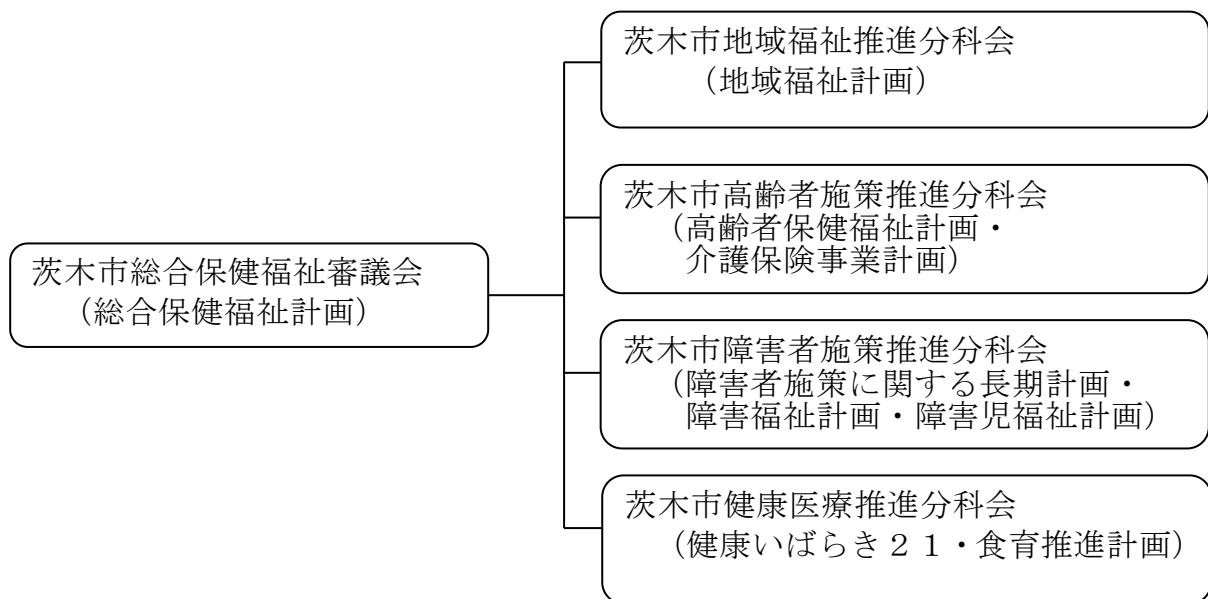 茨木市総合保健福祉審議会
（総合保健福祉計画）
茨木市地域福祉推進分科会
（地域福祉計画）
茨木市高齢者施策推進分科会
（高齢者保健福祉計画・
介護保険事業計画）
茨木市障害者施策推進分科会
（障害者施策に関する長期計画・
障害福祉計画・障害児福祉計画）
茨木市健康医療推進分科会
（健康いばらき２１・食育推進計画）